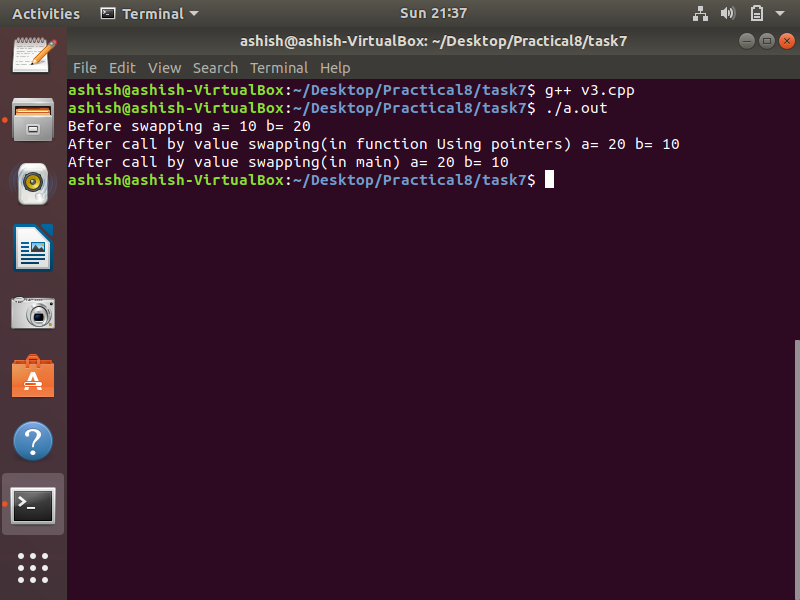 Activities Terminal Sun 21:37
ashish@ashish-VirtualBox: ~/Desktop/Practical8/task7
File Edit View Search Terminal Help
ashish@ashish-VirtualBox:~/Desktop/Practical8/task7$ g++ v3.cpp
ashish@ashish-VirtualBox:~/Desktop/Practical8/task7$ ./a.out
Before swapping a= 10 b= 20
After call by value swapping(in function Using pointers) a= 20 b= 10
After call by value swapping(in main) a= 20 b= 10
ashish@ashish-VirtualBox:~/Desktop/Practical8/task7$